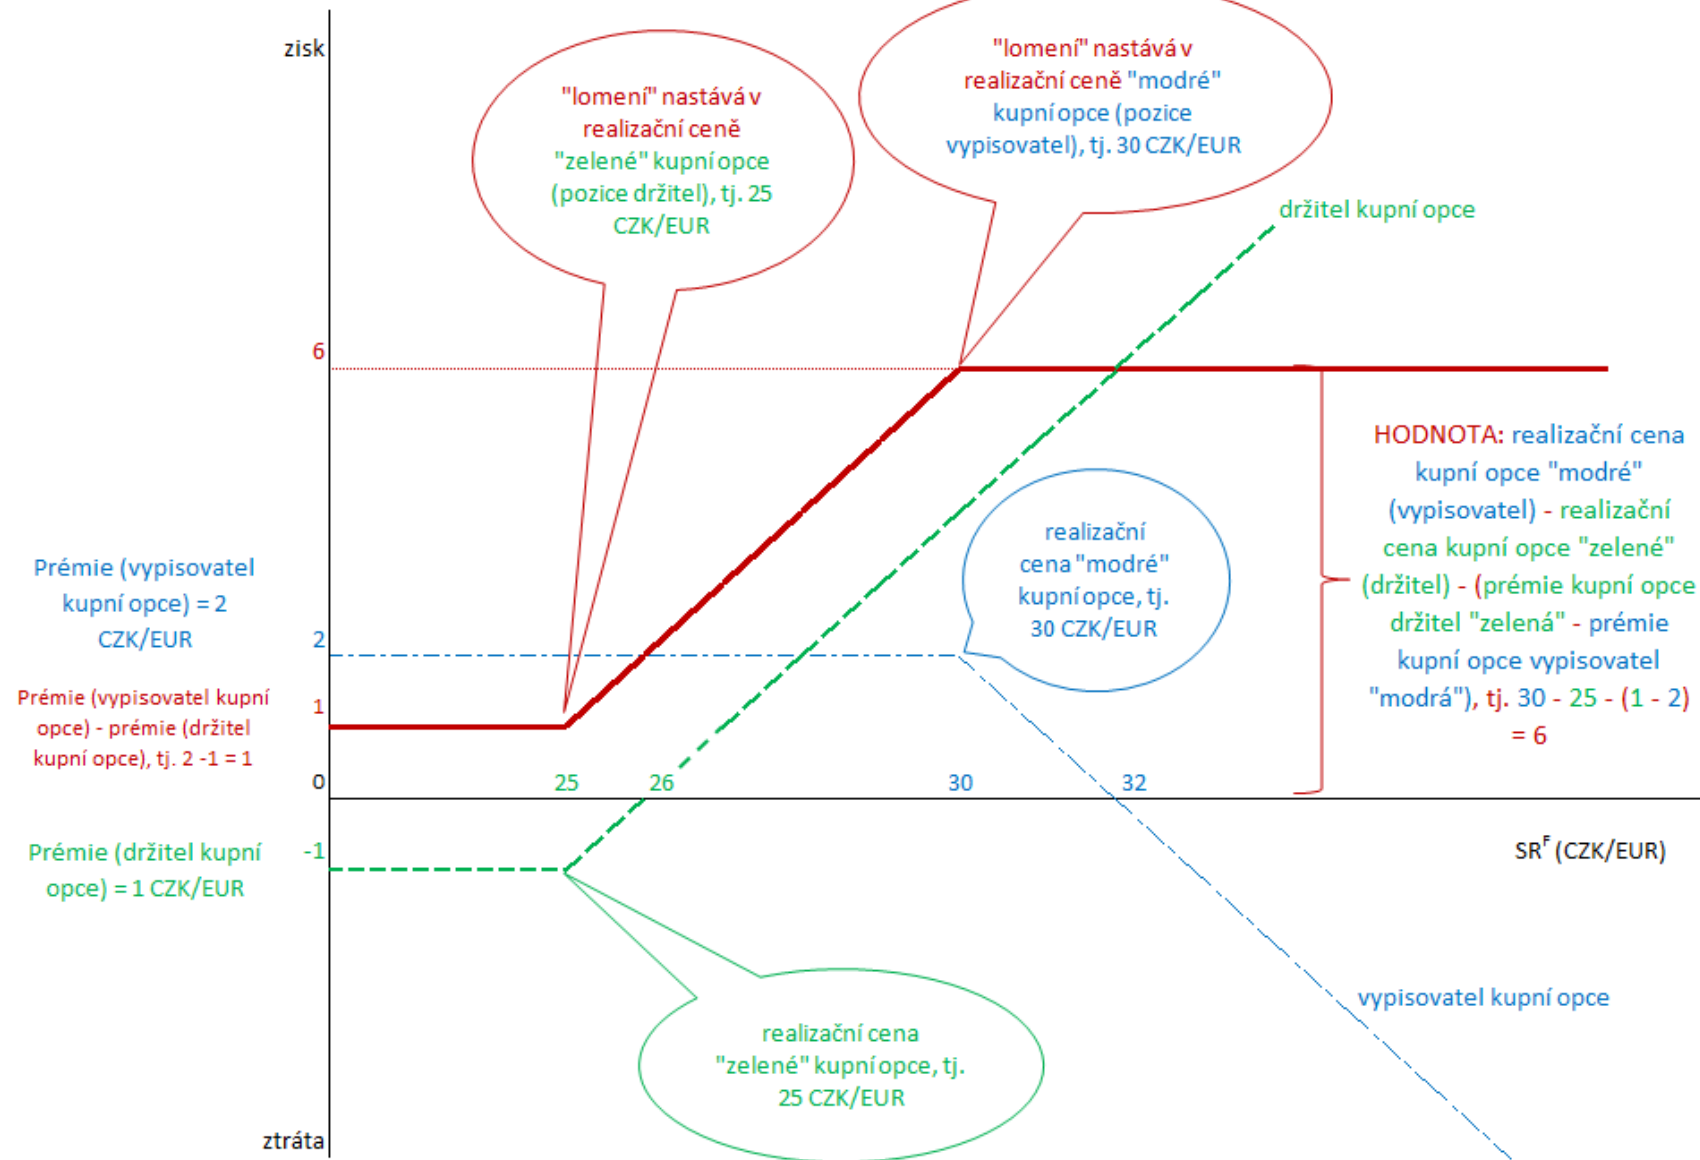 zisk
"lomení" nastává v
realizační ceně
"zelené" kupní opce
(pozice držitel), tj. 25
CZK/EUR
"lomení" nastává v
realizační ceně "modré"
kupní opce (pozice
vypisovatel), tj. 30 CZK/EUR
držitel kupní opce
6
HODNOTA: realizační cena
kupní opce "modré"
(vypisovatel) - realizační
cena kupní opce "zelené"
(držitel) - (prémie kupní opce
držitel "zelená" - prémie
kupní opce vypisovatel
"modrá"), tj. 30 - 25 - (1 - 2)
= 6
realizační
cena "modré"
kupní opce, tj.
30 CZK/EUR
Prémie (vypisovatel
kupní opce) = 2
CZK/EUR
2
Prémie (vypisovatel kupní
opce) - prémie (držitel
kupní opce), tj. 2 -1 = 1
1
0
25
26
30
32
Prémie (držitel kupní
opce) = 1 CZK/EUR
-1
SR^F (CZK/EUR)
vypisovatel kupní opce
realizační cena
"zelené" kupní opce, tj.
25 CZK/EUR
ztráta